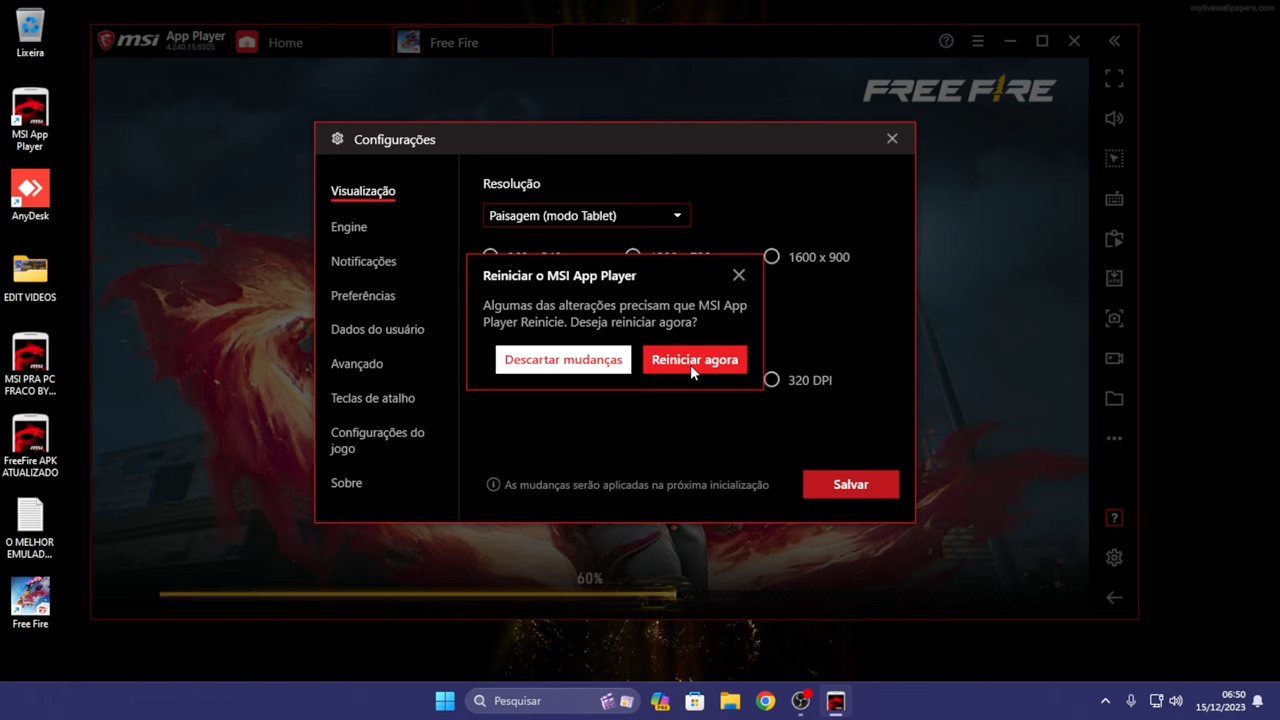 mylivewallpapers.com
Lixeira
MSI App
Player
AnyDesk
EDIT VIDEOS
MSI PRA PC
FRACO BY...
FreeFire APK
ATUALIZADO
O MELHOR
EMULAD...
Free Fire
msi App Player
4.240.15.6305
Home
Free Fire
FREE FIRE
Configurações
Visualização
Engine
Notificações
Preferências
Dados do usuário
Avançado
Teclas de atalho
Configurações do
jogo
Sobre
Resolução
Paisagem (modo Tablet)
1600 x 900
Reiniciar o MSI App Player
Algumas das alterações precisam que MSI App
Player Reinicie. Deseja reiniciar agora?
Descartar mudanças
Reiniciar agora
320 DPI
As mudanças serão aplicadas na próxima inicialização
Salvar
60%
Pesquisar
PRE
06:50
15/12/2023